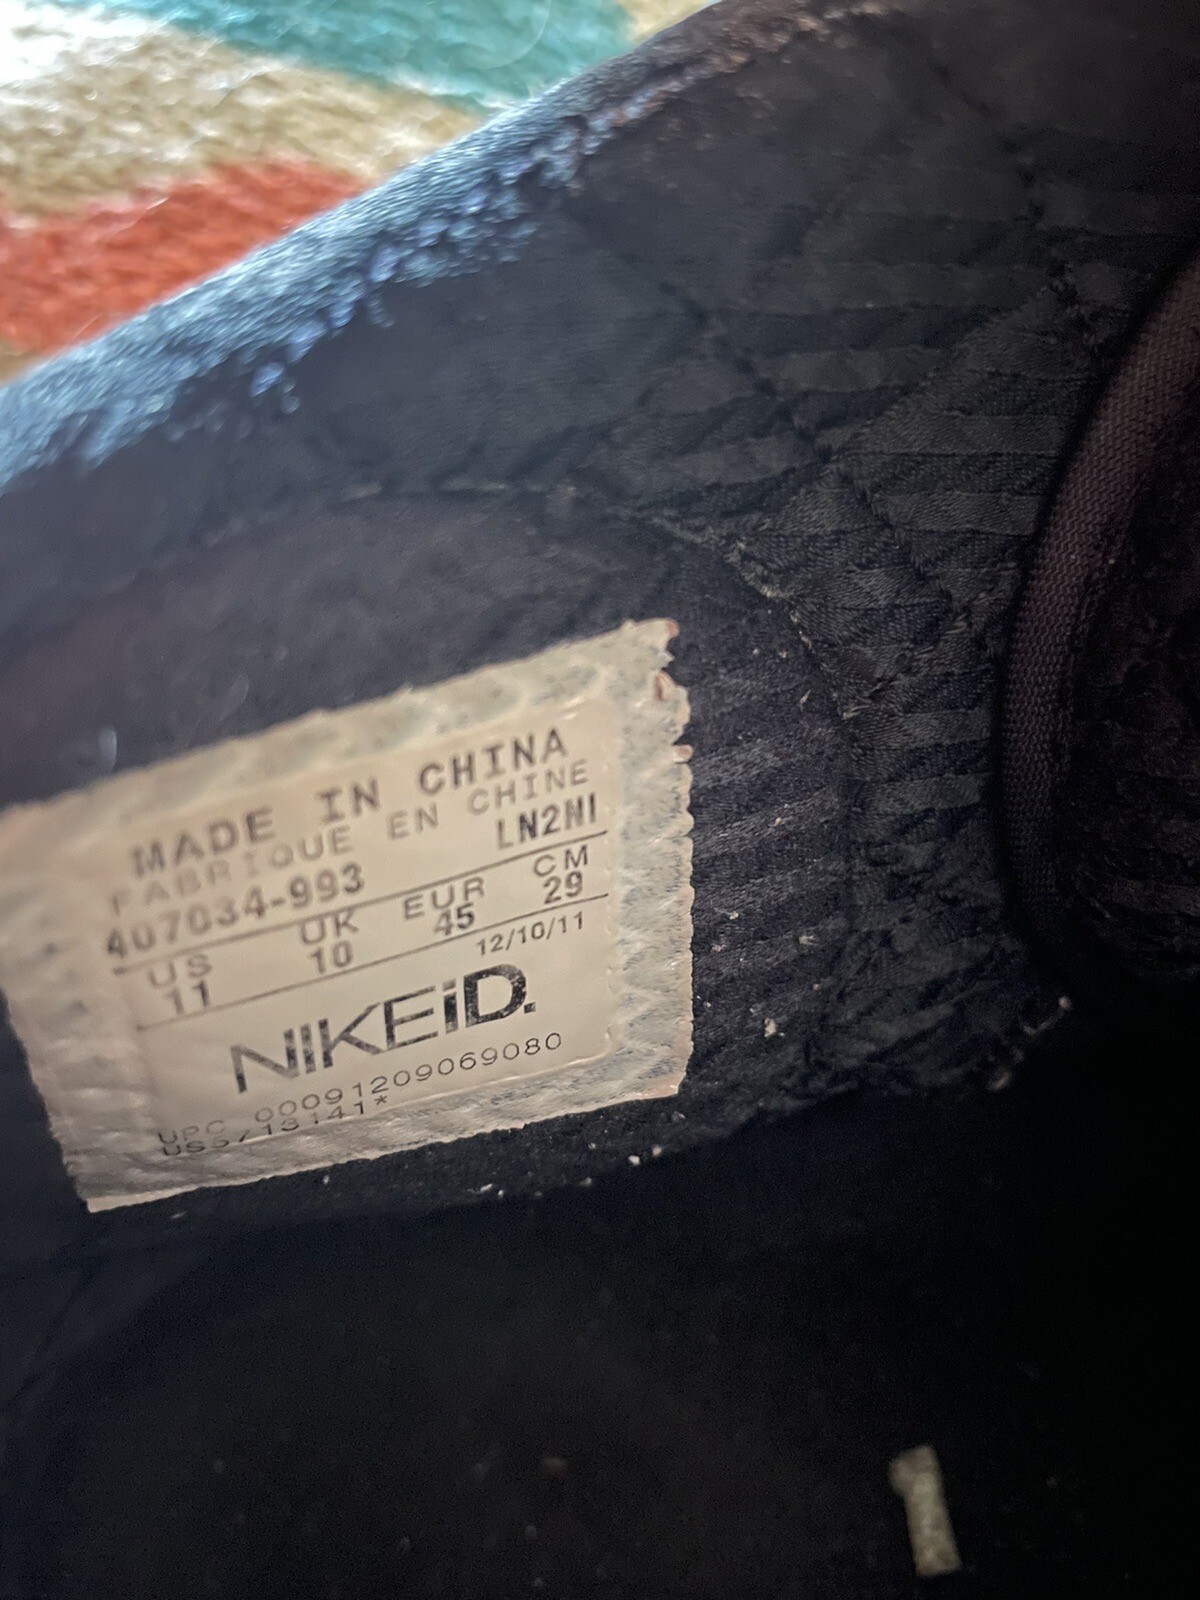 MADE IN CHINA
FABRIQUE EN CHINE
407034-993 LN2NI
US UK EUR CM
11 10 45 29
12/10/11
NIKEiD.
UPC 00091209069080